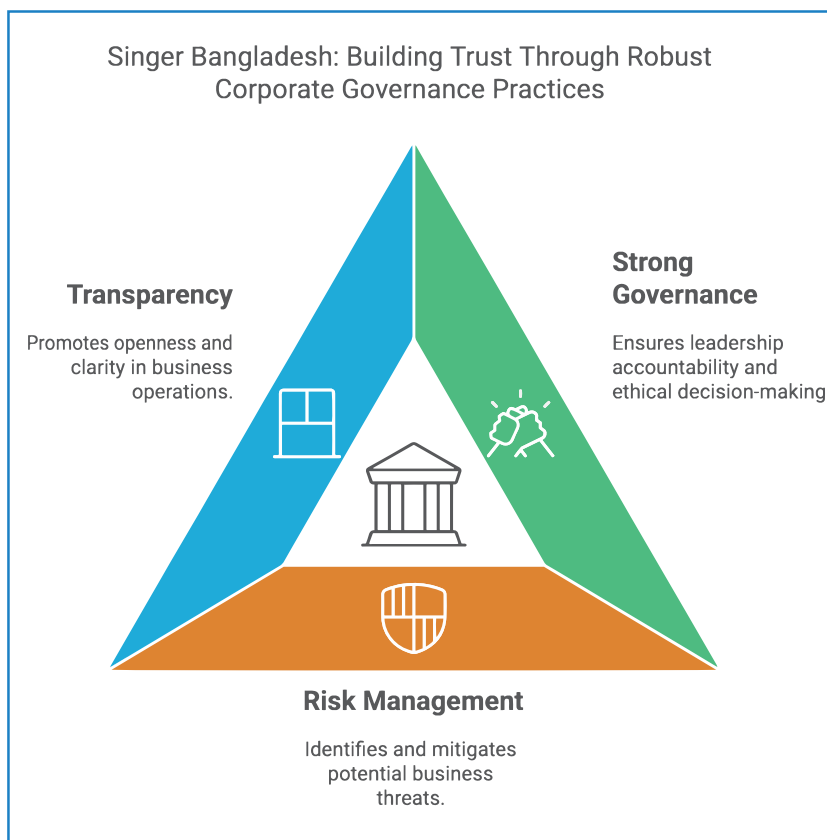 Singer Bangladesh: Building Trust Through Robust
Corporate Governance Practices
Transparency
Promotes openness and
clarity in business
operations.
Strong
Governance
Ensures leadership
accountability and
ethical decision-making
Risk Management
Identifies and mitigates
potential business
threats.